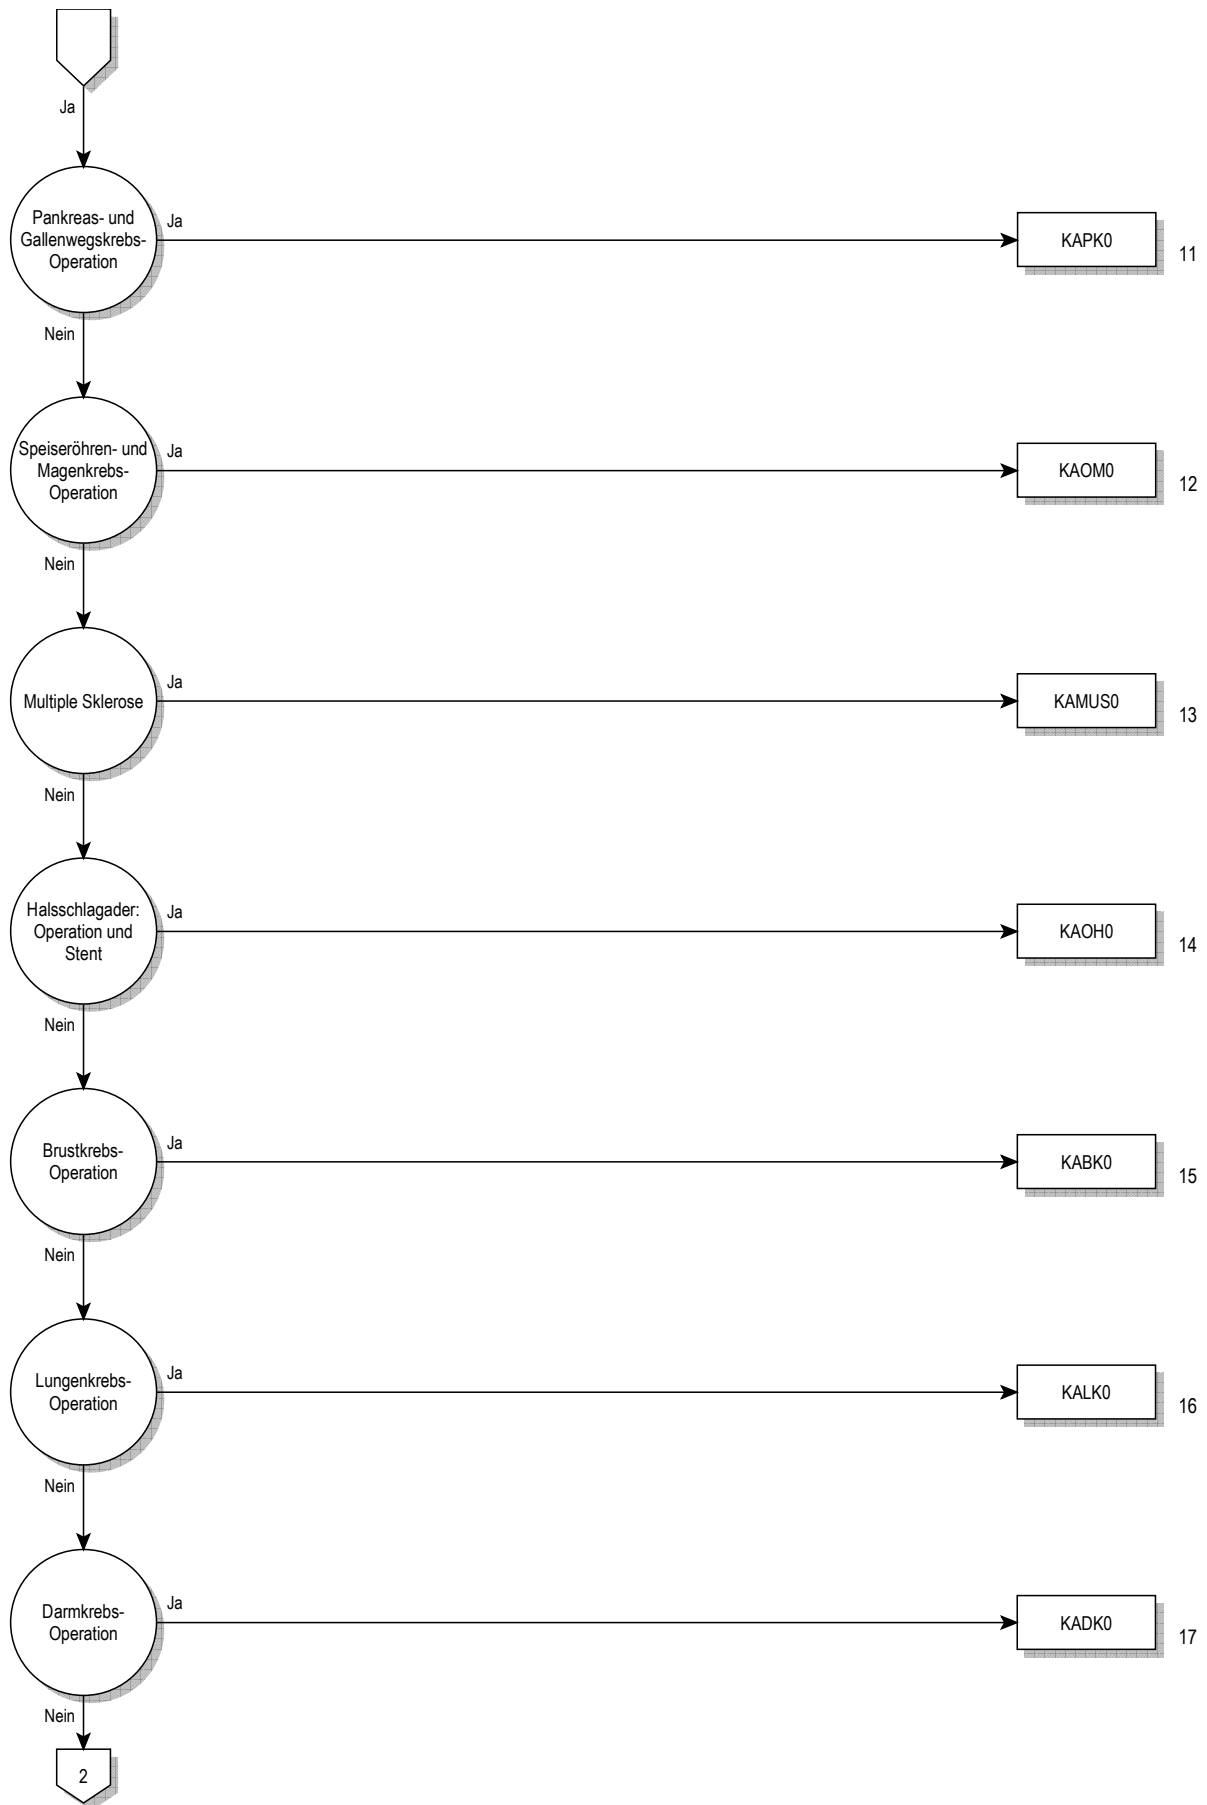 Ja
Pankreas- und
Gallenwegskrebs-
Operation
Ja
KAPK0
11
Nein
Speiseröhren- und
Magenkrebs-
Operation
Ja
KAOM0
12
Nein
Multiple Sklerose
Ja
KAMUS0
13
Nein
Halsschlagader:
Operation und
Stent
Ja
KAOH0
14
Nein
Brustkrebs-
Operation
Ja
KABK0
15
Nein
Lungenkrebs-
Operation
Ja
KALK0
16
Nein
Darmkrebs-
Operation
Ja
KADK0
17
Nein
2